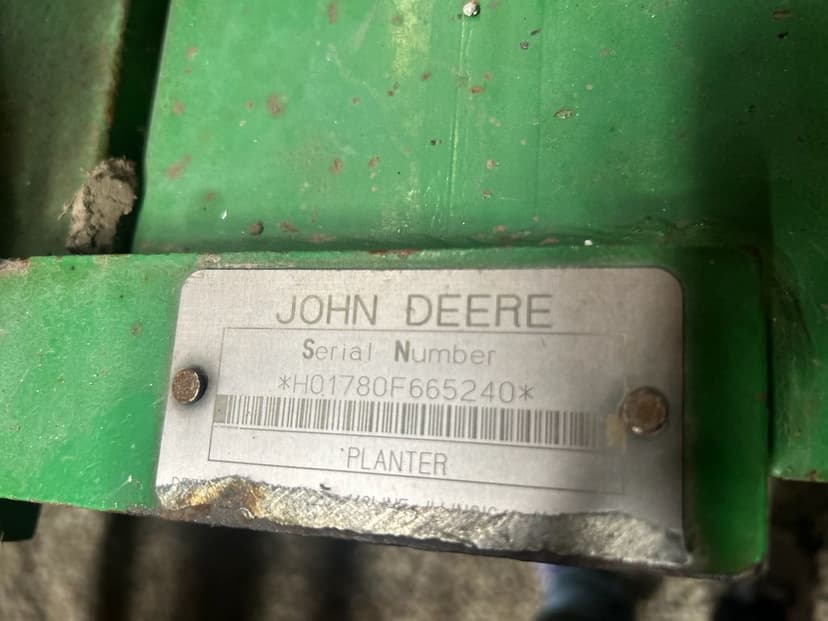 JOHN DEERE
Serial Number
*H01780F665240*
PLANTER